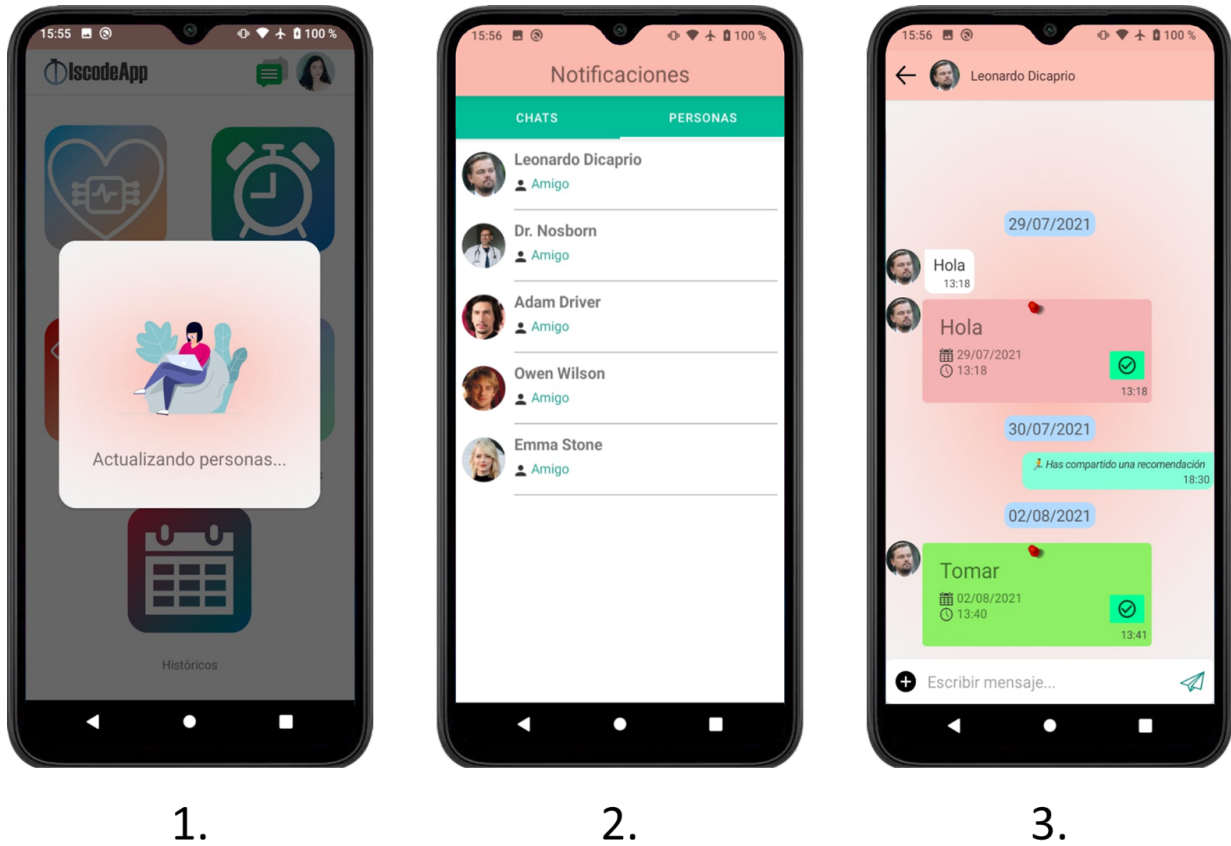 15:55
100 %
IscodeApp
Actualizando personas...
Históricos
1.
15:56
100 %
Notificaciones
CHATS
PERSONAS
Leonardo Dicaprio
Amigo
Dr. Nosborn
Amigo
Adam Driver
Amigo
Owen Wilson
Amigo
Emma Stone
Amigo
2.
15:56
100 %
Leonardo Dicaprio
29/07/2021
Hola
13:18
Hola
29/07/2021
13:18
13:18
30/07/2021
Has compartido una recomendación
18:30
02/08/2021
Tomar
02/08/2021
13:40
13:41
Escribir mensaje...
3.